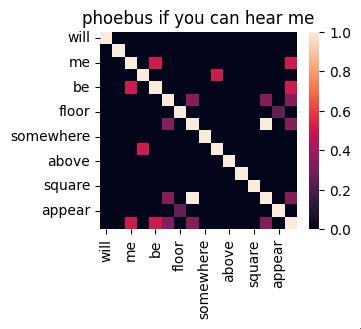 phoebus if you can hear me
will
me
be
floor
somewhere
above
square
appear
1.0
0.8
0.6
0.4
0.2
0.0
will
me
be
floor
somewhere
above
square
appear